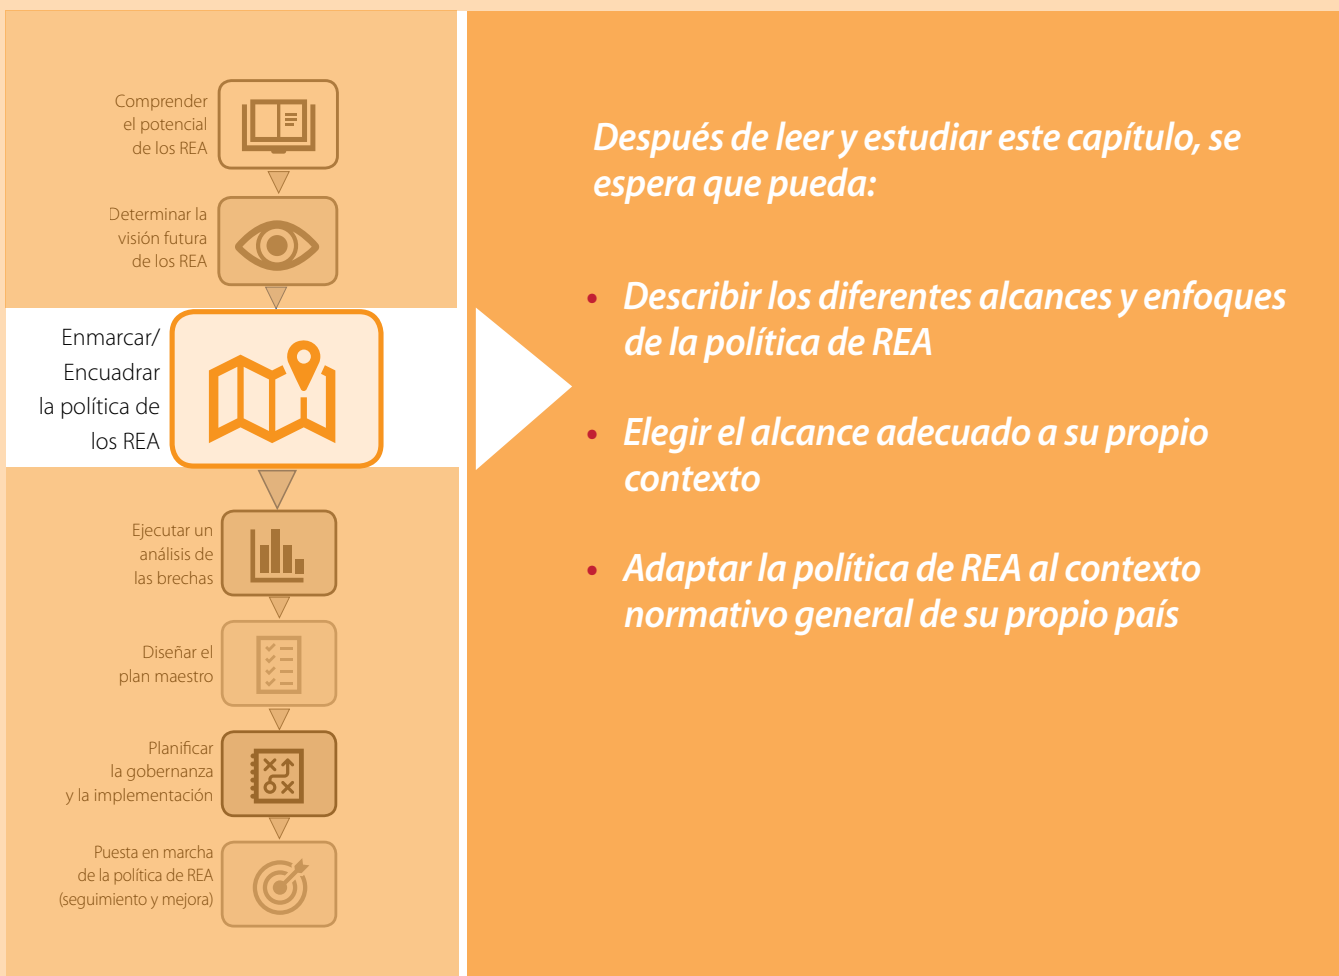 Comprender
el potencial
de los REA
Determinar la
visión futura
de los REA
Enmarcar/
Encuadrar
la política de
los REA
Ejecutar un
análisis de
las brechas
Diseñar el
plan maestro
Planificar
la gobernanza
y la implementación
Puesta en marcha
de la política de REA
(seguimiento y mejora)
Después de leer y estudiar este capítulo, se
espera que pueda:
• Describir los diferentes alcances y enfoques
de la política de REA
• Elegir el alcance adecuado a su propio
contexto
• Adaptar la política de REA al contexto
normativo general de su propio país